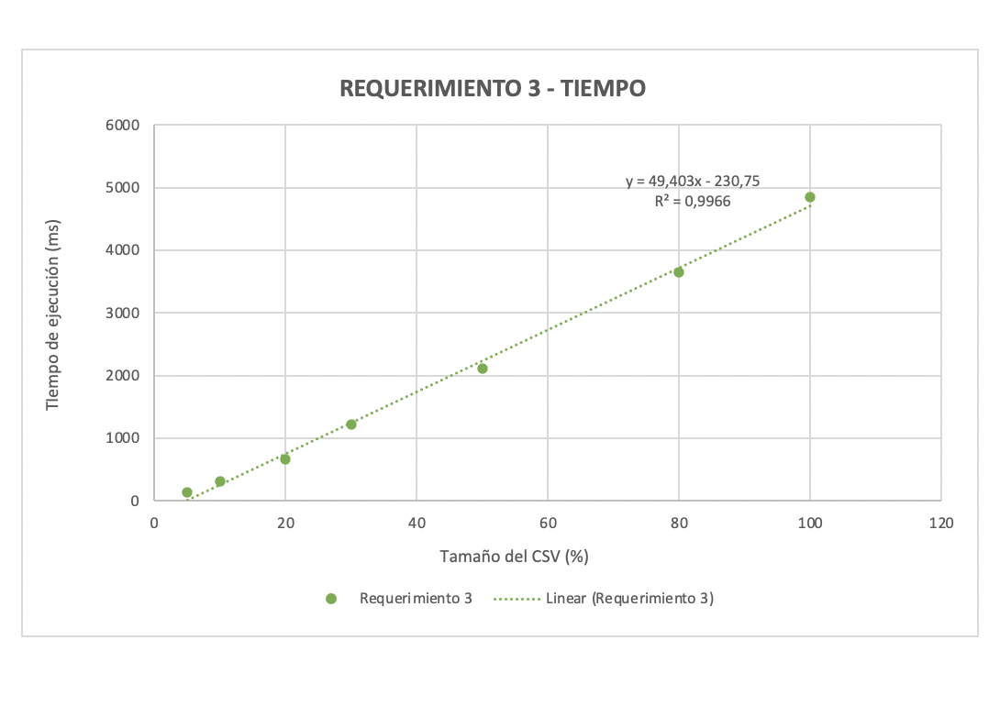 REQUERIMIENTO 3 - TIEMPO
6000
5000
4000
3000
2000
1000
0
y = 49,403x - 230,75
R² = 0,9966
TIempo de ejecución (ms)
0 20 40 60 80 100 120
Tamaño del CSV (%)
Requerimiento 3 Linear (Requerimiento 3)